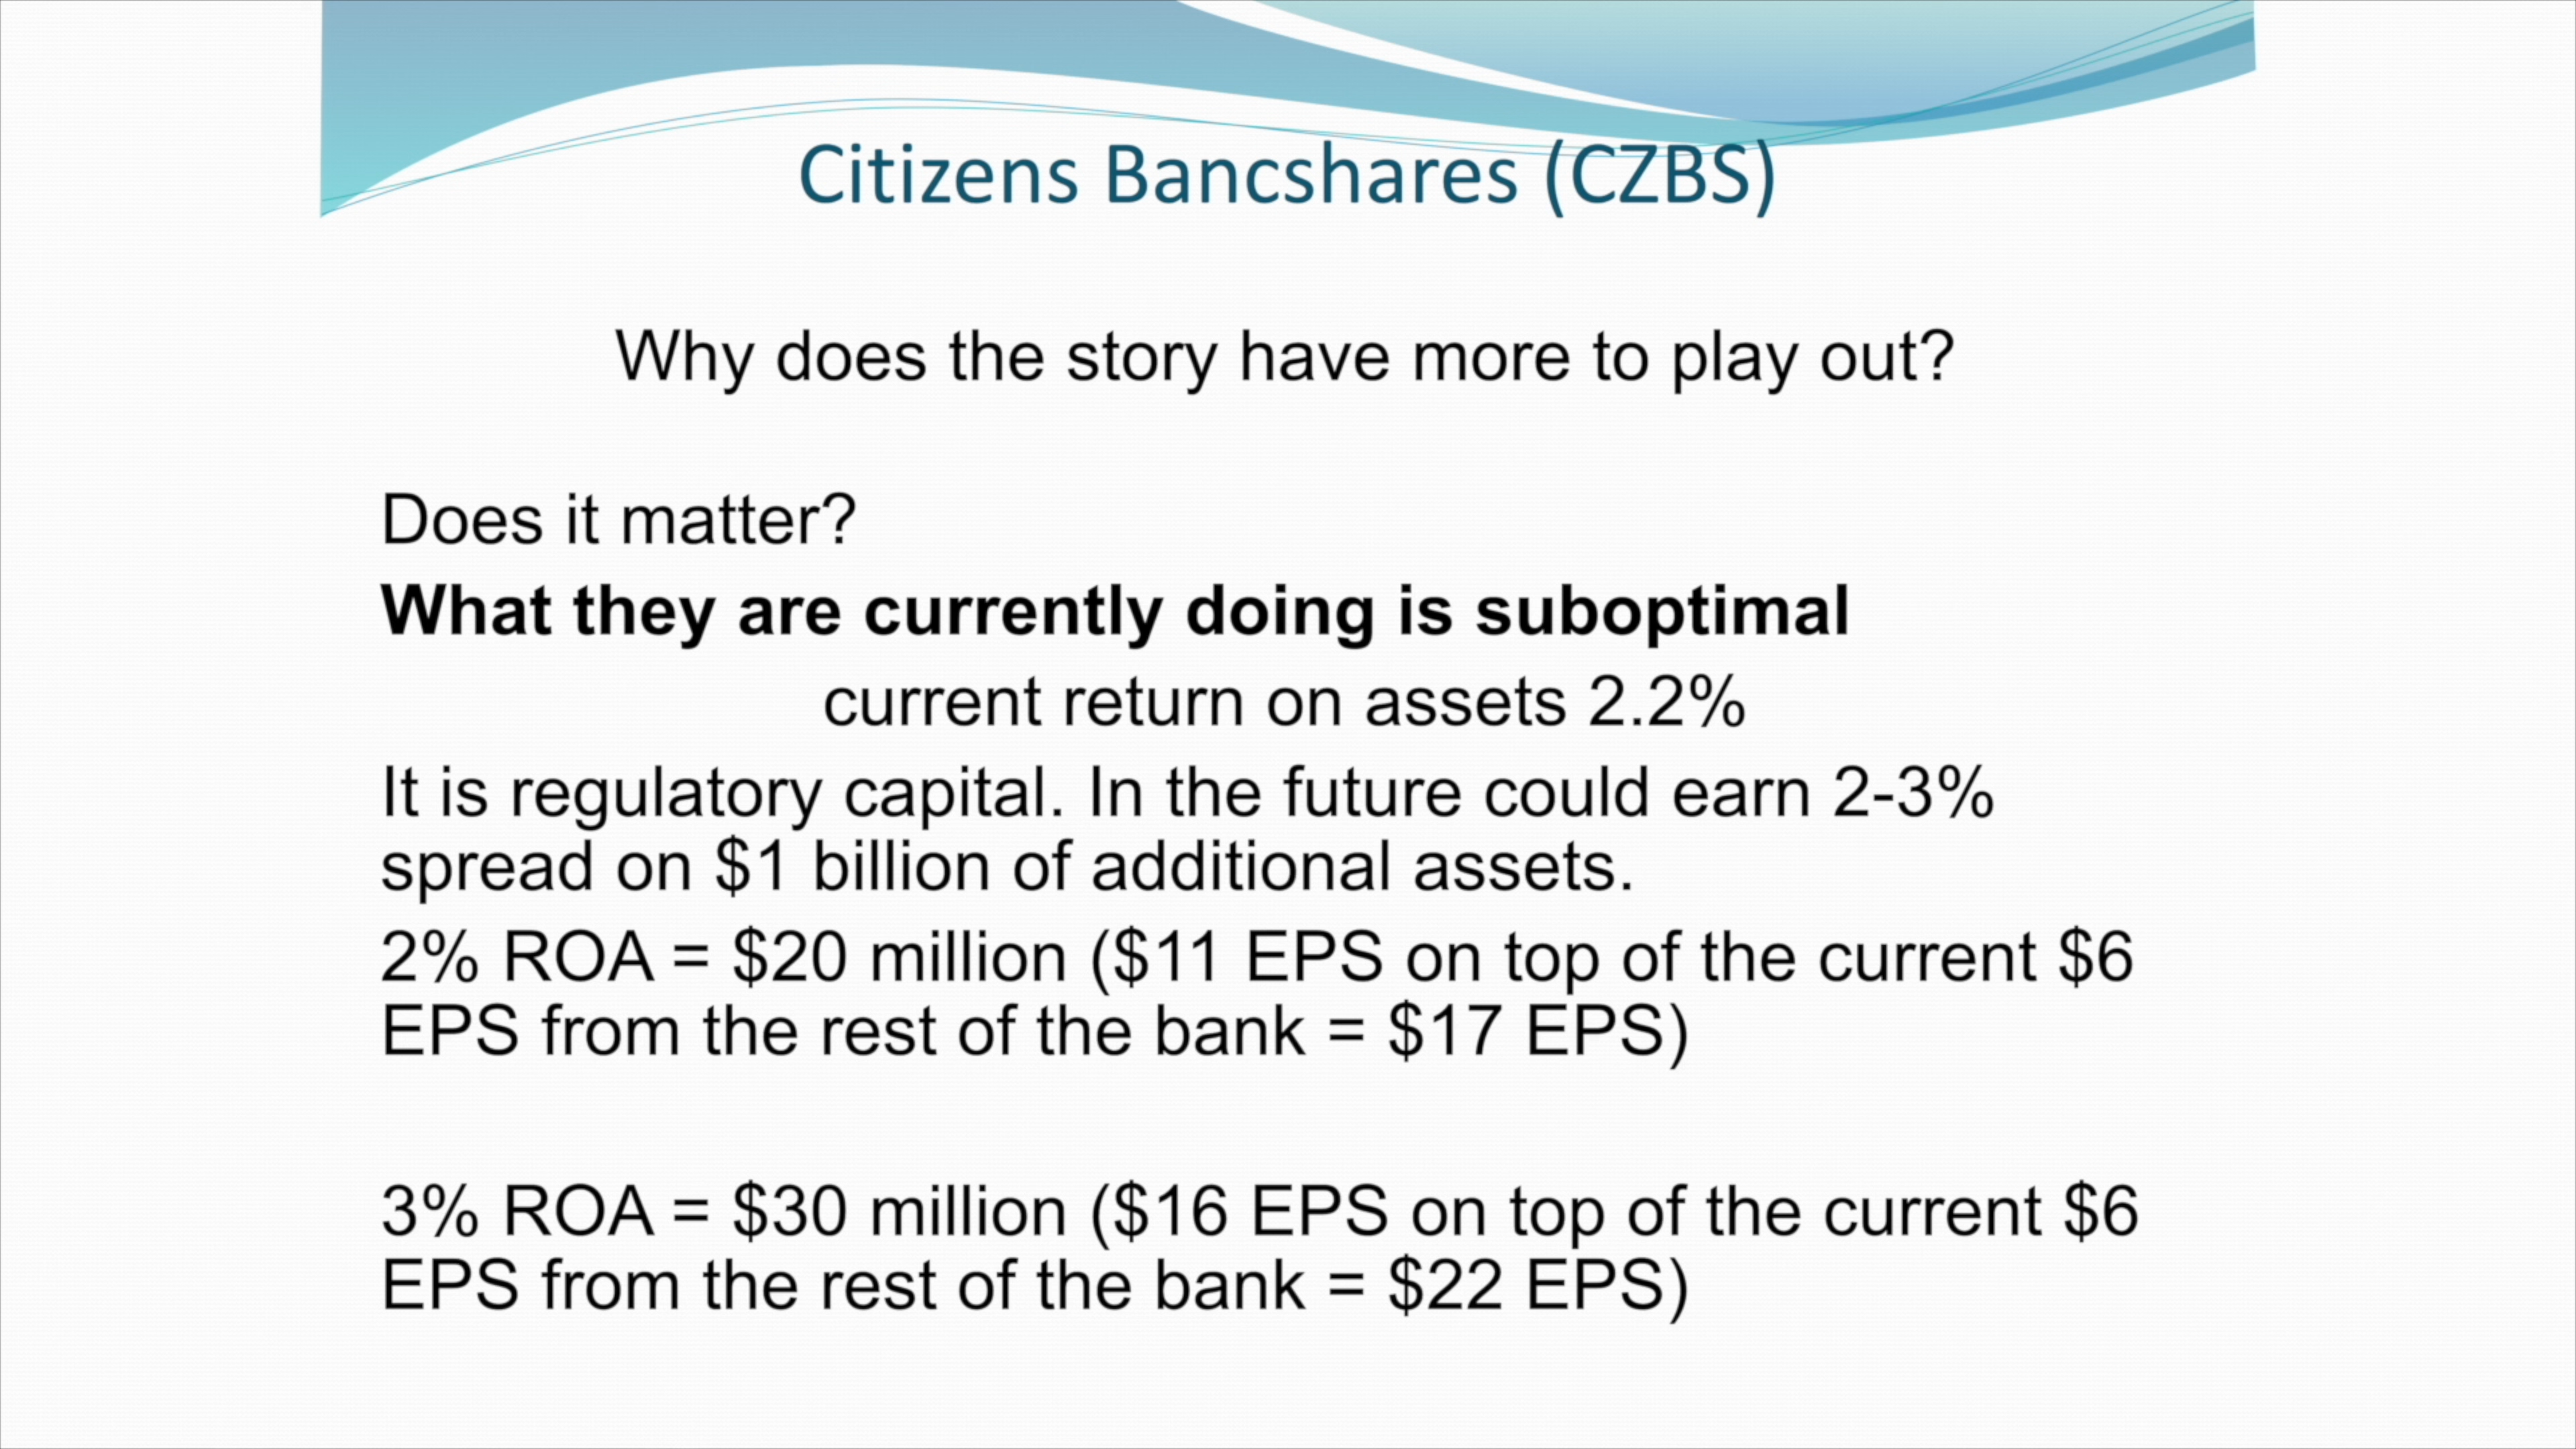 Citizens Bancshares (CZBS)
Why does the story have more to play out?
Does it matter?
What they are currently doing is suboptimal
current return on assets 2.2%
It is regulatory capital. In the future could earn 2-3%
spread on $1 billion of additional assets.
2% ROA = $20 million ($11 EPS on top of the current $6
EPS from the rest of the bank = $17 EPS)
3% ROA = $30 million ($16 EPS on top of the current $6
EPS from the rest of the bank = $22 EPS)